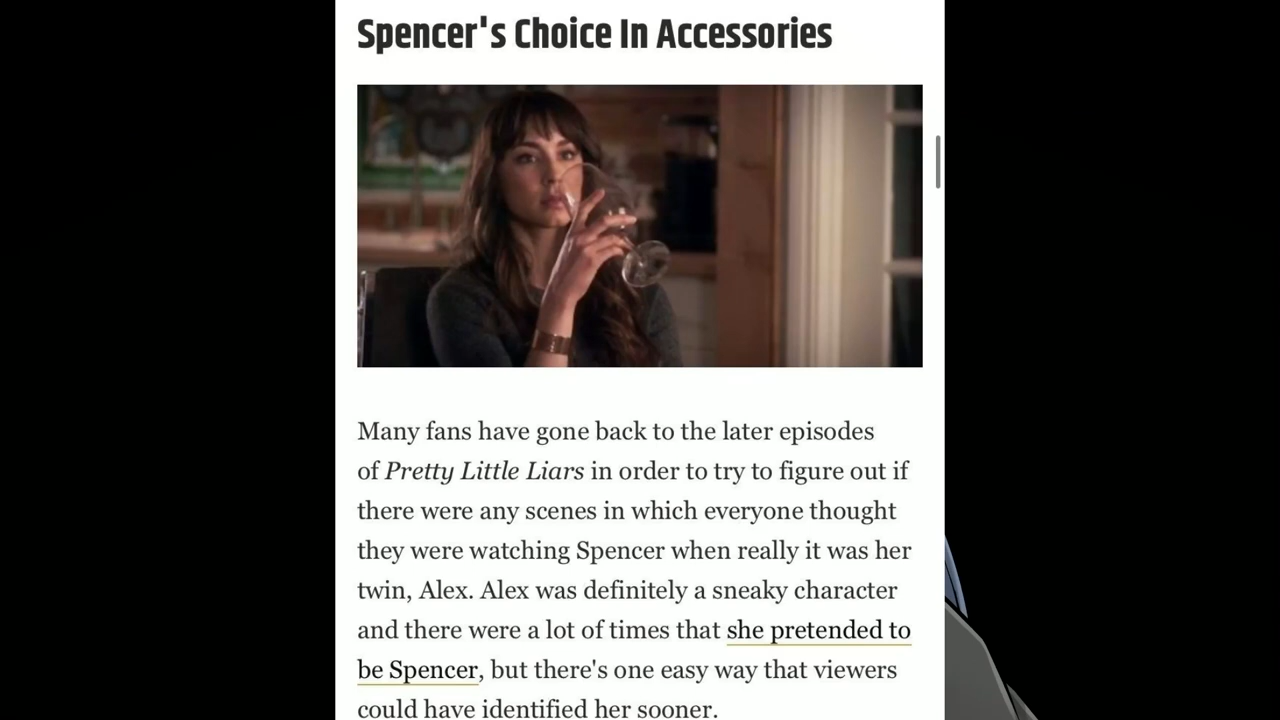 Spencer's Choice In Accessories
Many fans have gone back to the later episodes
of Pretty Little Liars in order to try to figure out if
there were any scenes in which everyone thought
they were watching Spencer when really it was her
twin, Alex. Alex was definitely a sneaky character
and there were a lot of times that she pretended to
be Spencer, but there's one easy way that viewers
could have identified her sooner.